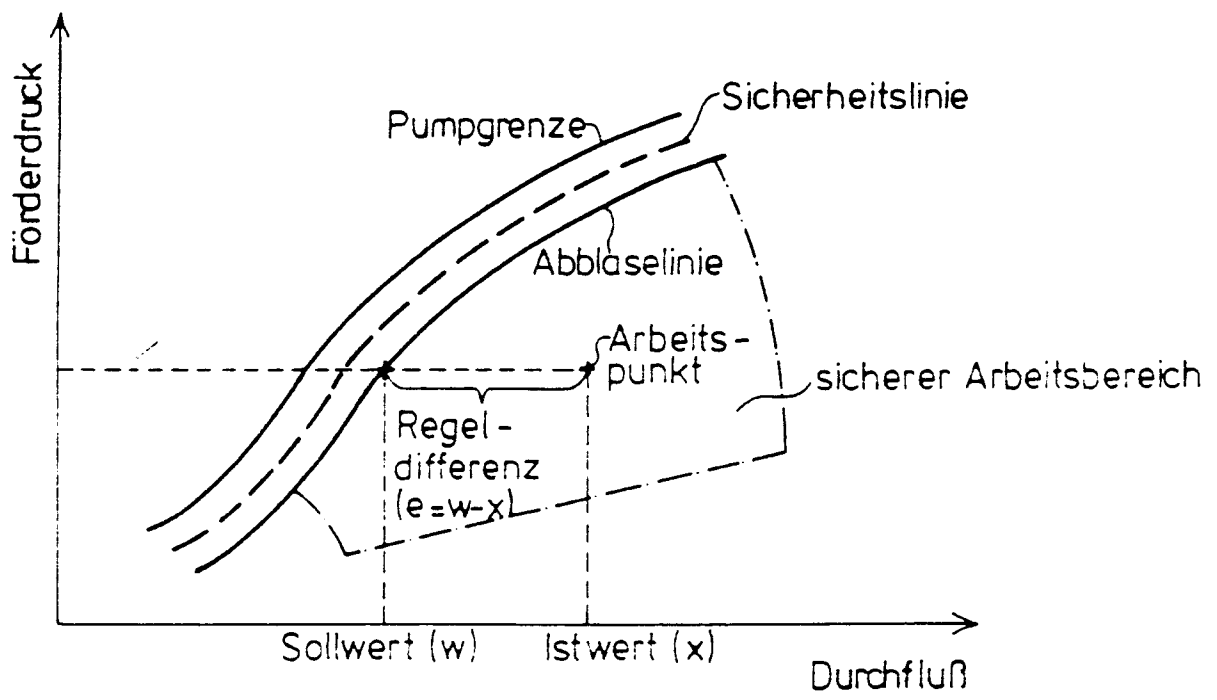 Förderdruck
Pumpgrenze
Sicherheitslinie
Abblaselinie
Arbeits-
punkt
sicherer Arbeitsbereich
Regel-
differenz
(e=w-x)
Sollwert (w)
Istwert (x)
Durchfluß